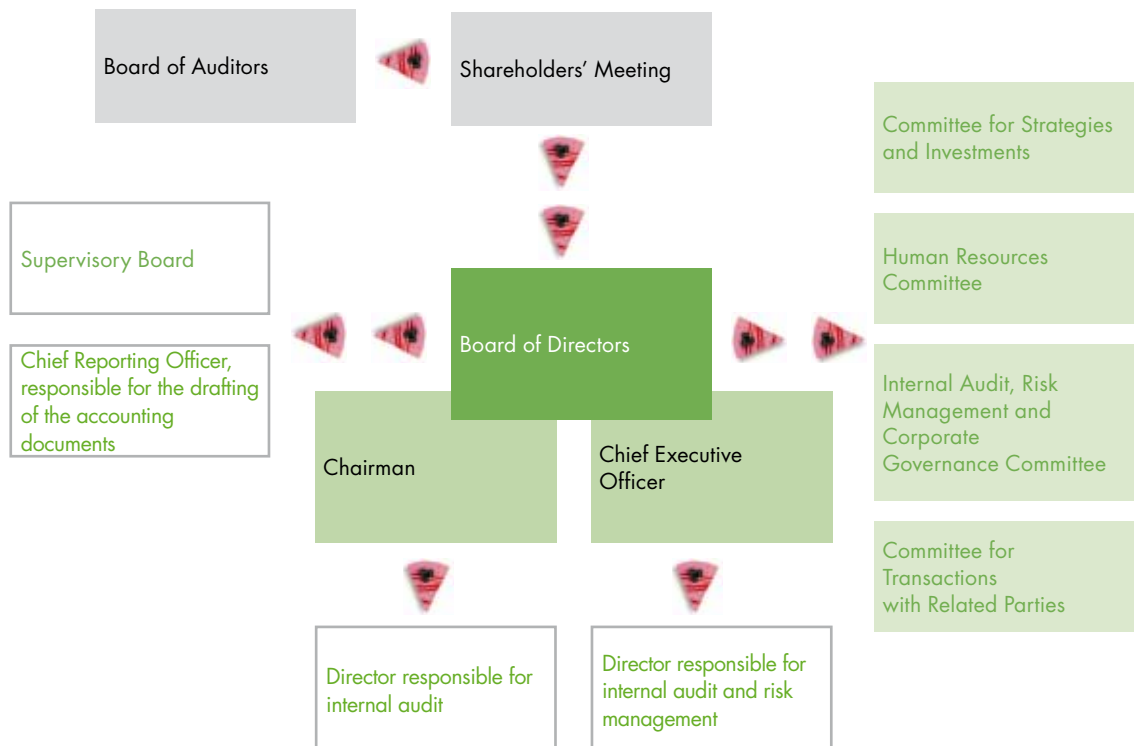 Board of Auditors
Shareholders’ Meeting
Committee for Strategies
and Investments
Supervisory Board
Human Resources
Committee
Board of Directors
Chief Reporting Officer,
responsible for the drafting
of the accounting
documents
Internal Audit, Risk
Management and
Corporate
Governance Committee
Chairman
Chief Executive
Officer
Committee for
Transactions
with Related Parties
Director responsible for
internal audit
Director responsible for
internal audit and risk
management